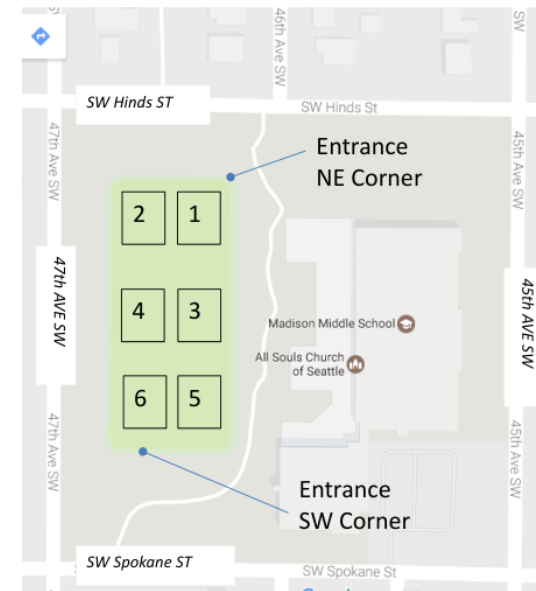 SW
46th Ave SW
SW
SW Hinds ST
SW Hinds St
47th Ave SW
45th Ave SW
Entrance
NE Corner
2 1
47th AVE SW
45th AVE SW
4 3
Madison Middle School
All Souls Church
of Seattle
6 5
47th Ave SW
45th Ave SW
Entrance
SW Corner
SW Spokane ST
SW Spokane St